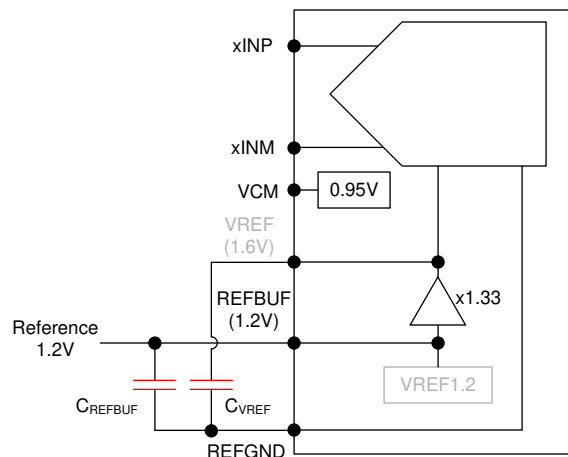 xINP
xINM
VCM
0.95V
VREF
(1.6V)
REFBUF
(1.2V)
x1.33
Reference
1.2V
VREF1.2
CREFBUF
CVREF
REFGND